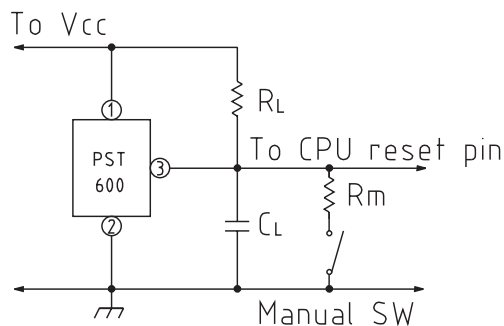 To Vcc
1
RL
PST
600
3
To CPU reset pin
Rm
2
CL
Manual SW